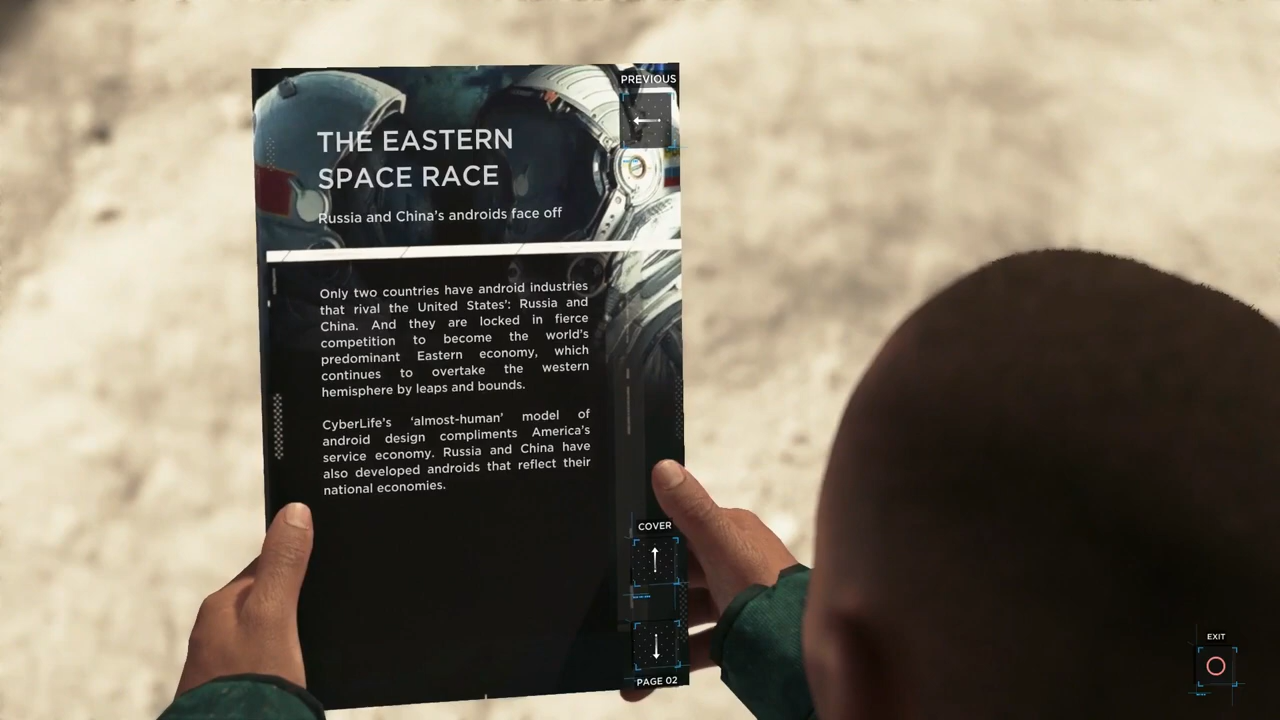 PREVIOUS
THE EASTERN
SPACE RACE
Russia and China's androids face off
Only two countries have android industries
that rival the United States': Russia and
China. And they are locked in fierce
competition to become the world's
predominant Eastern economy, which
continues to overtake the western
hemisphere by leaps and bounds.
CyberLife's 'almost-human' model of
android design compliments America's
service economy. Russia and China have
also developed androids that reflect their
national economies.
COVER
PAGE 02
EXIT